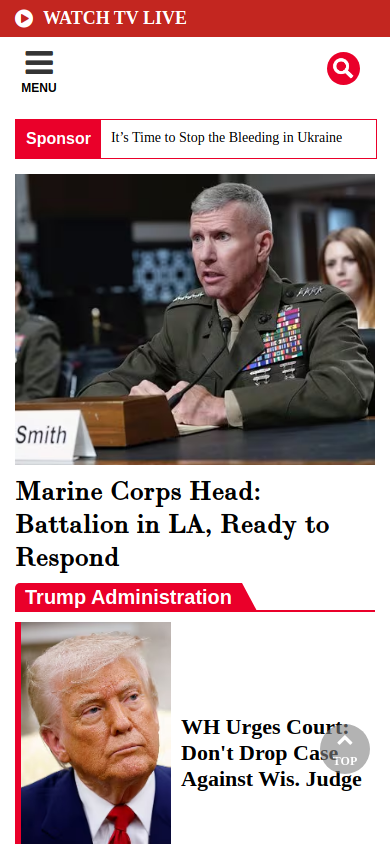 WATCH TV LIVE
MENU
Sponsor It’s Time to Stop the Bleeding in Ukraine
Smith
Marine Corps Head:
Battalion in LA, Ready to
Respond
Trump Administration
WH Urges Court:
Don't Drop Case
Against Wis. Judge
TOP